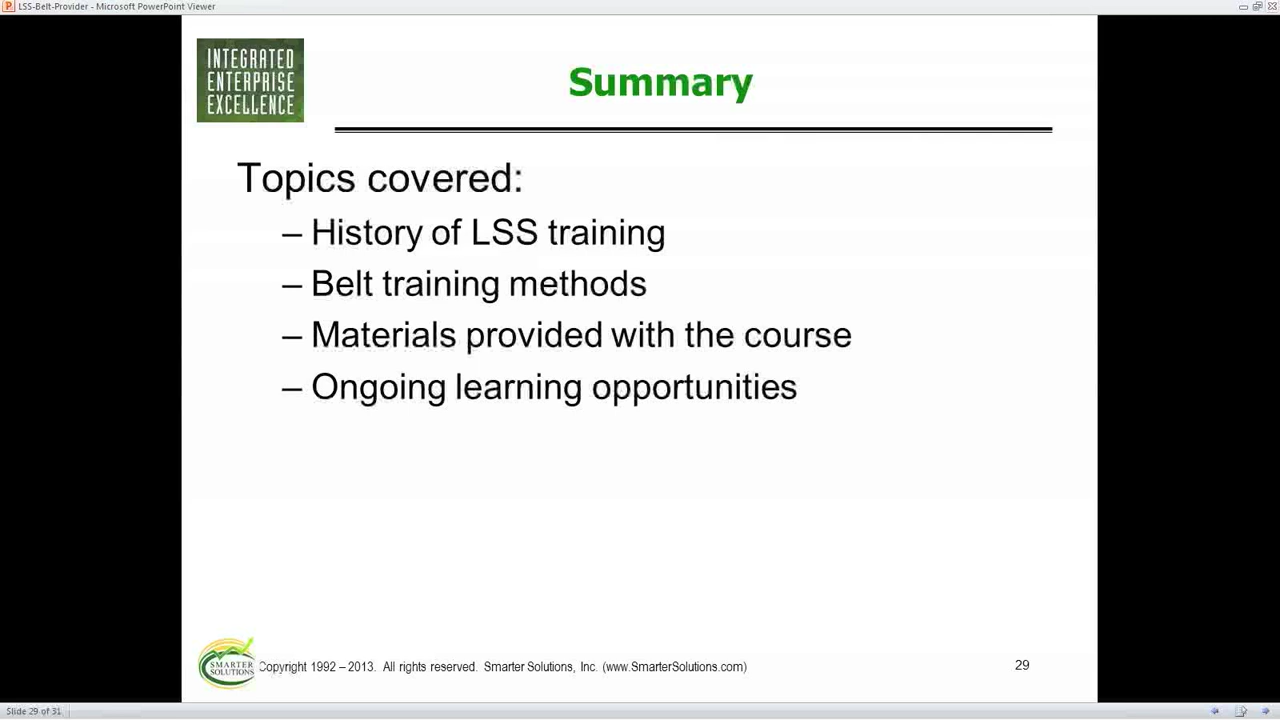 LSS-Belt-Provider - Microsoft PowerPoint Viewer
INTEGRATED
ENTERPRISE
EXCELLENCE
Summary
Topics covered:
– History of LSS training
– Belt training methods
– Materials provided with the course
– Ongoing learning opportunities
SMARTER
SOLUTIONS
Copyright 1992 – 2013. All rights reserved. Smarter Solutions, Inc. (www.SmarterSolutions.com)
29
Slide 29 of 31